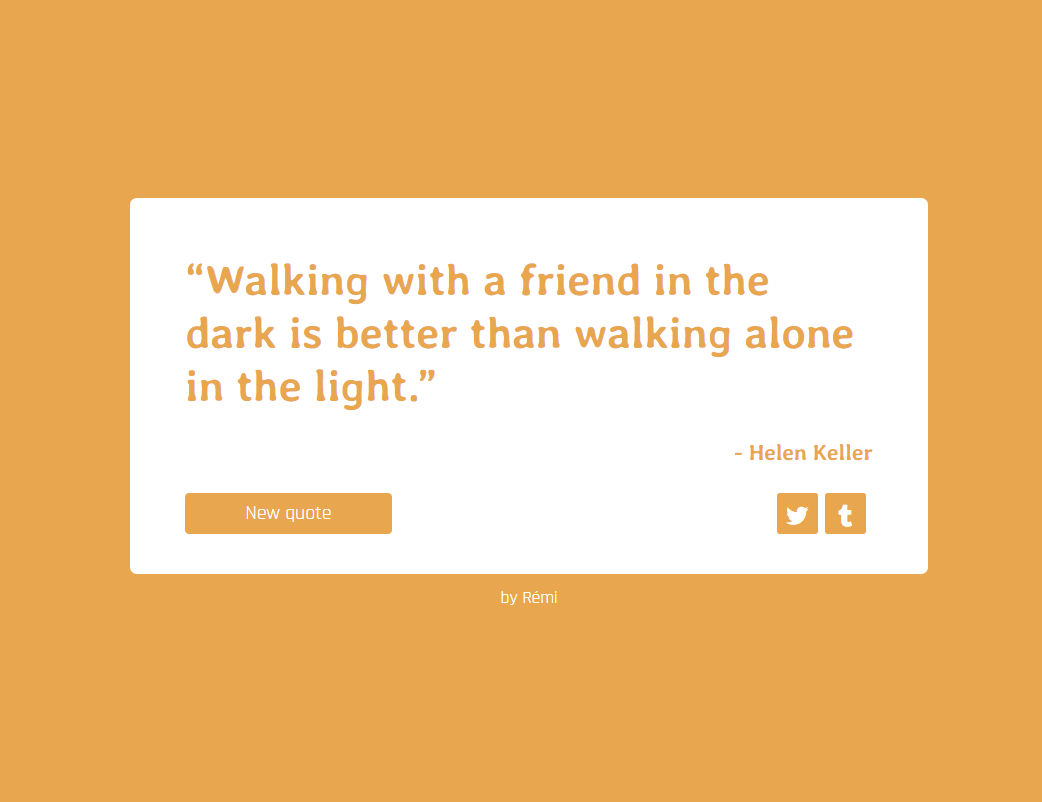 “Walking with a friend in the
dark is better than walking alone
in the light.”
- Helen Keller
New quote
by Rémi